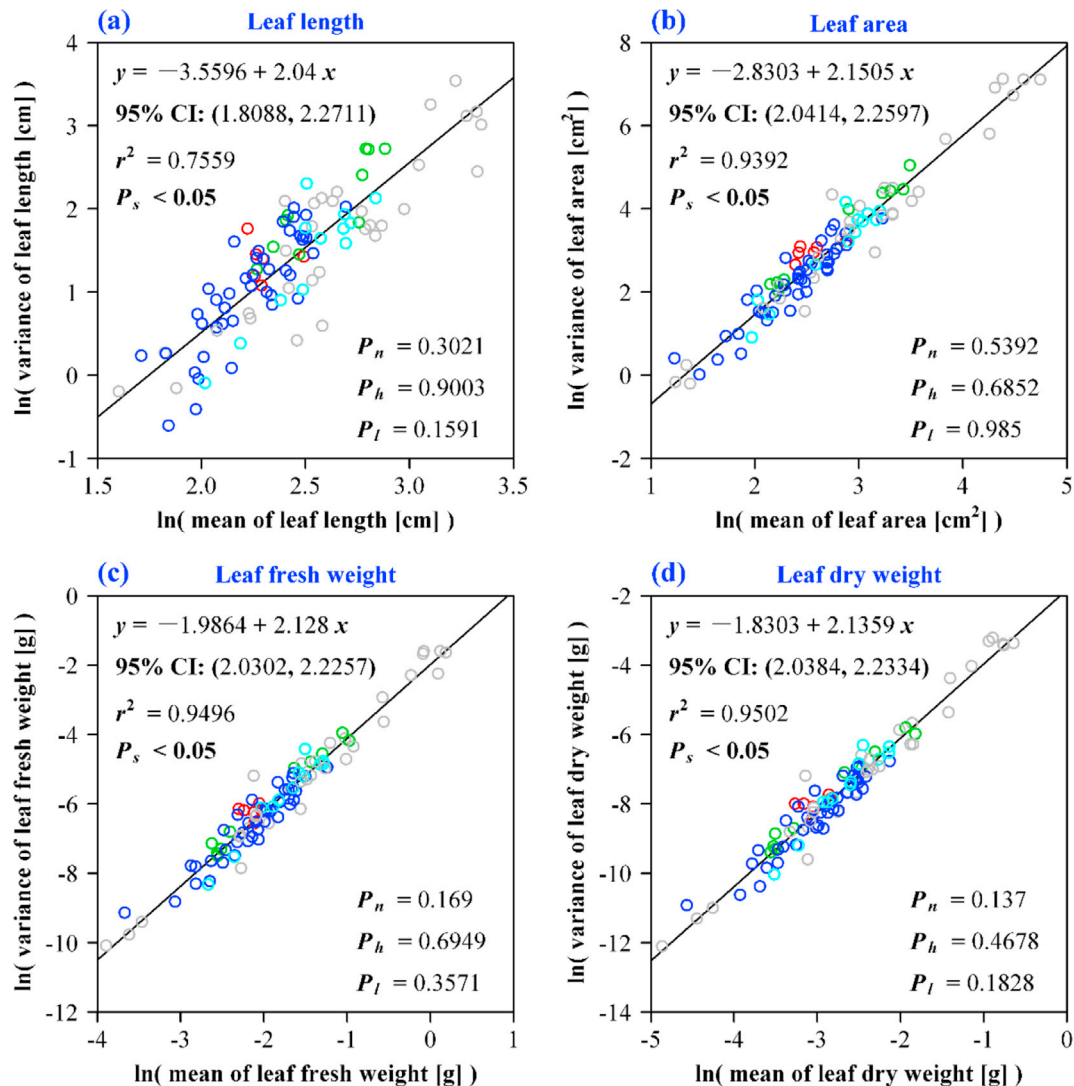 (a) Leaf length
y = −3.5596 + 2.04 x
95% CI: (1.8088, 2.2711)
r² = 0.7559
Pₛ < 0.05
Pₙ = 0.3021
Pₕ = 0.9003
Pₗ = 0.1591
4
3
2
1
0
-1
1.5 2.0 2.5 3.0 3.5
ln( variance of leaf length [cm] )
ln( mean of leaf length [cm] )
(b) Leaf area
y = −2.8303 + 2.1505 x
95% CI: (2.0414, 2.2597)
r² = 0.9392
Pₛ < 0.05
Pₙ = 0.5392
Pₕ = 0.6852
Pₗ = 0.985
8
6
4
2
0
-2
1 2 3 4 5
ln( variance of leaf area [cm²] )
ln( mean of leaf area [cm²] )
(c) Leaf fresh weight
y = −1.9864 + 2.128 x
95% CI: (2.0302, 2.2257)
r² = 0.9496
Pₛ < 0.05
Pₙ = 0.169
Pₕ = 0.6949
Pₗ = 0.3571
0
-2
-4
-6
-8
-10
-12
-4 -3 -2 -1 0 1
ln( variance of leaf fresh weight [g] )
ln( mean of leaf fresh weight [g] )
(d) Leaf dry weight
y = −1.8303 + 2.1359 x
95% CI: (2.0384, 2.2334)
r² = 0.9502
Pₛ < 0.05
Pₙ = 0.137
Pₕ = 0.4678
Pₗ = 0.1828
-2
-4
-6
-8
-10
-12
-14
-5 -4 -3 -2 -1 0
ln( variance of leaf dry weight [g] )
ln( mean of leaf dry weight [g] )